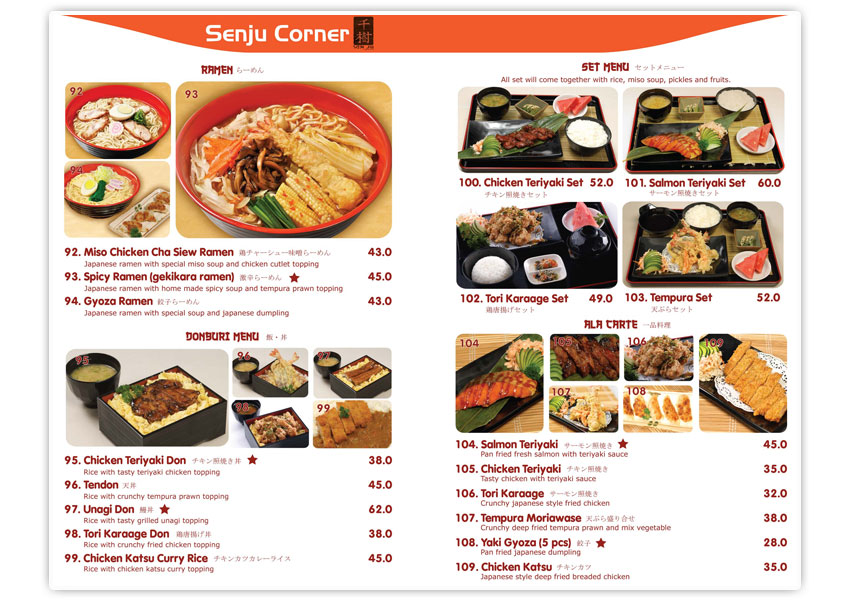 Senju Corner
千樹
RAMEN らーめん
92
93
94
92. Miso Chicken Cha Siew Ramen 鶏チャーシュー味噌らーめん 43.0
Japanese ramen with special miso soup and chicken cutlet topping
93. Spicy Ramen (gekikara ramen) 激辛らーめん ★ 45.0
Japanese ramen with home made spicy soup and tempura prawn topping
94. Gyoza Ramen 餃子らーめん 43.0
Japanese ramen with special soup and japanese dumpling
DONBURI MENU 飯・丼
95
96
97
98
99
95. Chicken Teriyaki Don チキン照焼き丼 ★ 38.0
Rice with tasty teriyaki chicken topping
96. Tendon 天丼 45.0
Rice with crunchy tempura prawn topping
97. Unagi Don 鰻丼 ★ 62.0
Rice with tasty grilled unagi topping
98. Tori Karaage Don 鶏唐揚げ丼 38.0
Rice with crunchy fried chicken topping
99. Chicken Katsu Curry Rice チキンカツカレーライス 45.0
Rice with chicken katsu curry topping
SET MENU セットメニュー
All set will come together with rice, miso soup, pickles and fruits.
100. Chicken Teriyaki Set 52.0
チキン照焼きセット
101. Salmon Teriyaki Set 60.0
サーモン照焼きセット
102. Tori Karaage Set 49.0
鶏唐揚げセット
103. Tempura Set 52.0
天ぷらセット
ALA CARTE 一品料理
104
105
106
107
108
109
104. Salmon Teriyaki サーモン照焼き ★ 45.0
Pan fried fresh salmon with teriyaki sauce
105. Chicken Teriyaki チキン照焼き 35.0
Tasty chicken with teriyaki sauce
106. Tori Karaage サーモン照焼き 32.0
Crunchy japanese style fried chicken
107. Tempura Moriawase 天ぷら盛り合せ 38.0
Crunchy deep fried tempura prawn and mix vegetable
108. Yaki Gyoza (5 pcs) 餃子 ★ 28.0
Pan fried japanese dumpling
109. Chicken Katsu チキンカツ 35.0
Japanese style deep fried breaded chicken